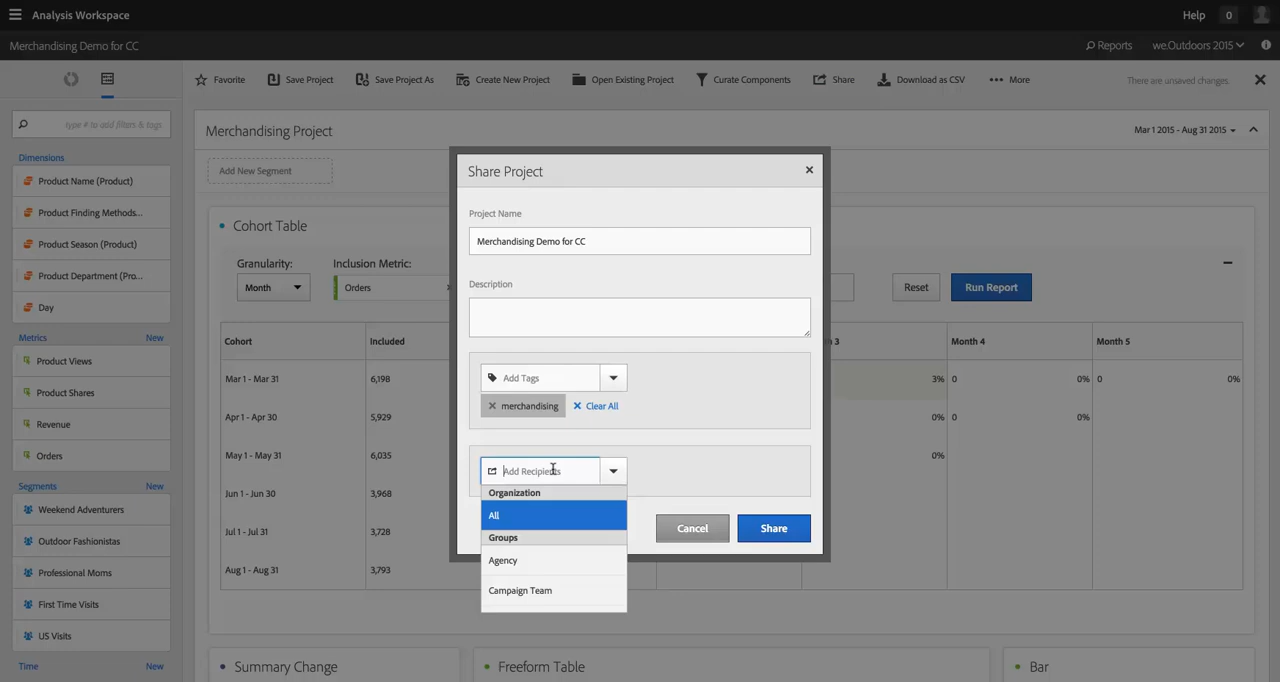 Analysis Workspace
Help 0
Merchandising Demo for CC
Reports we.Outdoors 2015
Favorite Save Project Save Project As Create New Project Open Existing Project Curate Components Share Download as CSV More There are unsaved changes.
Type # to add filters & tags
Dimensions
Product Name (Product)
Product Finding Methods...
Product Season (Product)
Product Department (Pro...
Day
Metrics New
Product Views
Product Shares
Revenue
Orders
Segments New
Weekend Adventurers
Outdoor Fashionistas
Professional Moms
First Time Visits
US Visits
Time New
Merchandising Project
Mar 1 2015 - Aug 31 2015
Add New Segment
Cohort Table
Granularity: Inclusion Metric:
Month Orders
Reset Run Report
Cohort Included Month 4 Month 5
Mar 1 - Mar 31 6,198 3% 0 0% 0 0%
Apr 1 - Apr 30 5,929 0% 0 0%
May 1 - May 31 6,035 0%
Jun 1 - Jun 30 3,968
Jul 1 - Jul 31 3,728
Aug 1 - Aug 31 3,793
Summary Change Freeform Table Bar
Share Project
Project Name
Merchandising Demo for CC
Description
Add Tags
merchandising Clear All
Add Recipients
Organization
All
Groups
Agency
Campaign Team
Cancel Share